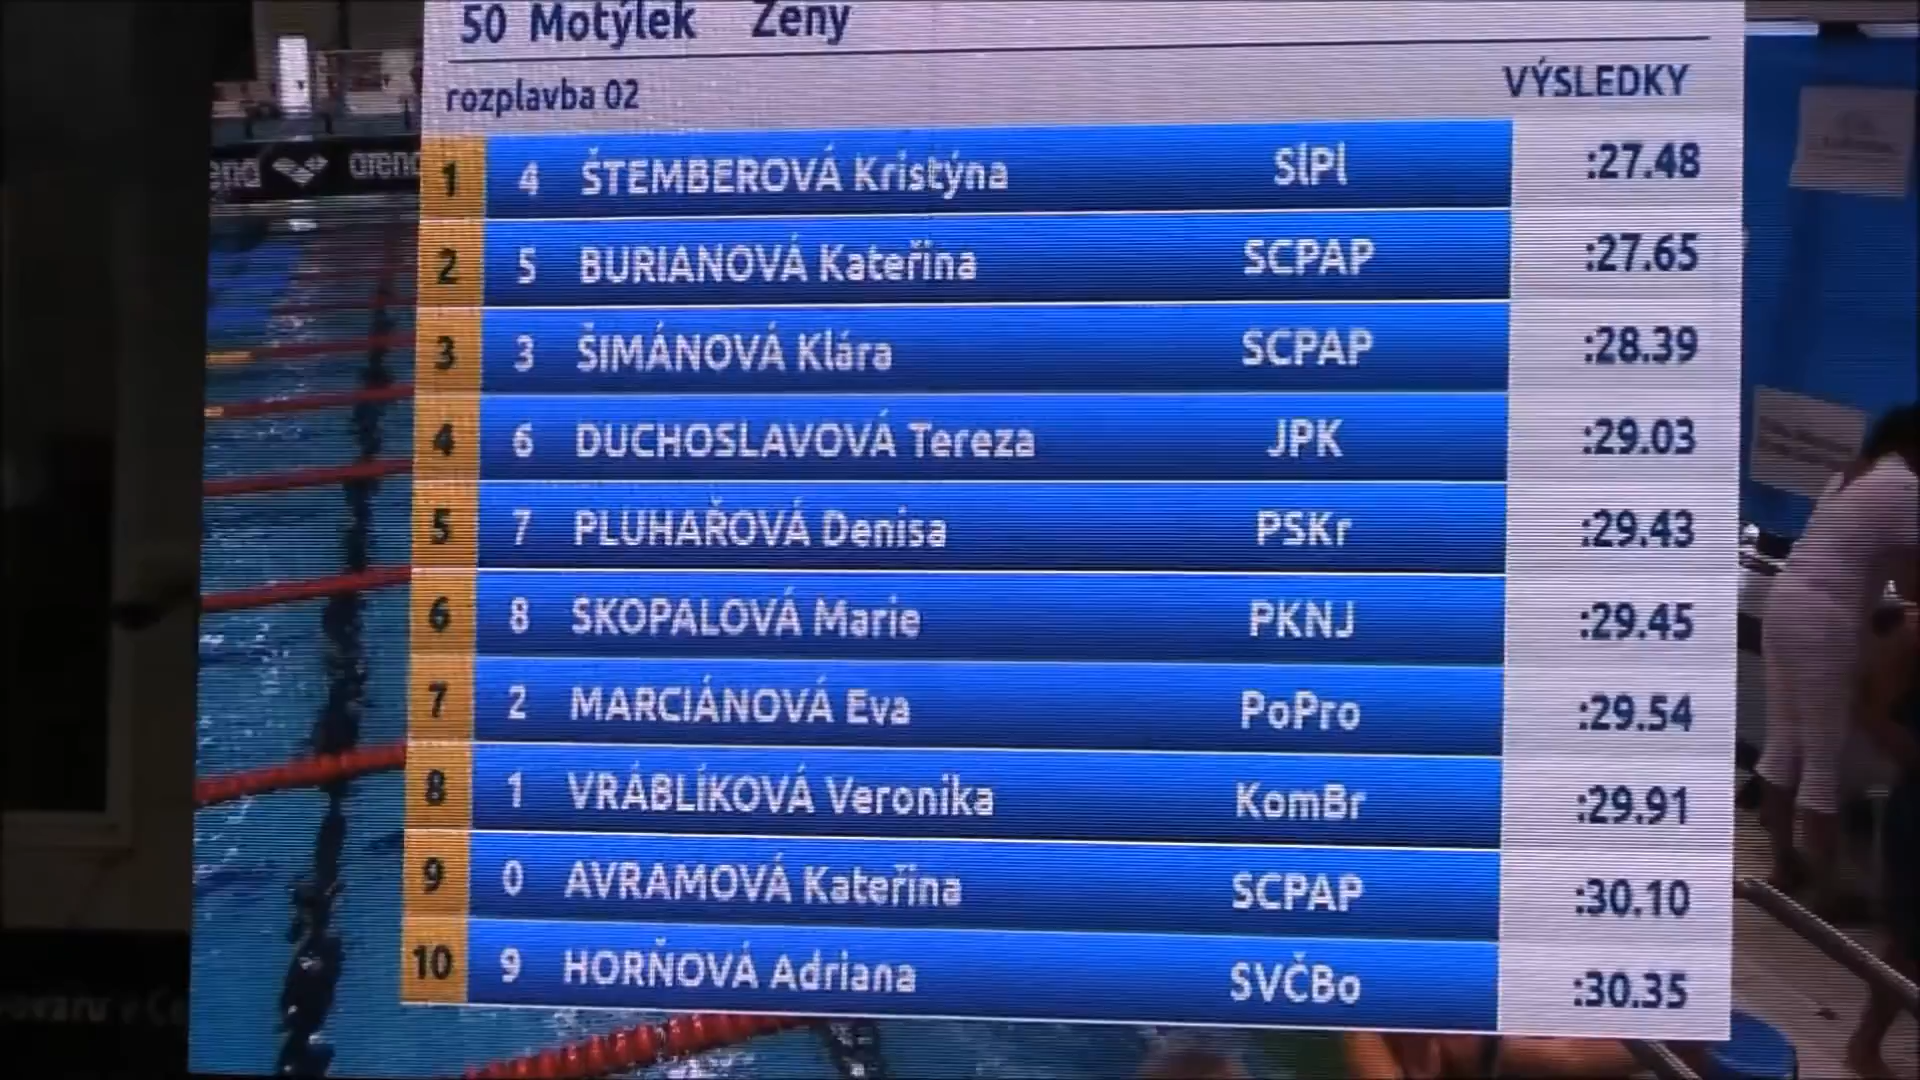 50 Motýlek Ženy
rozplavba 02 VÝSLEDKY
1 4 ŠTEMBEROVÁ Kristýna SlPl :27.48
2 5 BURIANOVÁ Kateřina SCPAP :27.65
3 3 ŠIMÁNOVÁ Klára SCPAP :28.39
4 6 DUCHOSLAVOVÁ Tereza JPK :29.03
5 7 PLUHAŘOVÁ Denisa PSKr :29.43
6 8 SKOPALOVÁ Marie PKNJ :29.45
7 2 MARCIÁNOVÁ Eva PoPro :29.54
8 1 VRÁBLÍKOVÁ Veronika KomBr :29.91
9 0 AVRAMOVÁ Kateřina SCPAP :30.10
10 9 HORŇOVÁ Adriana SVČBo :30.35
arena